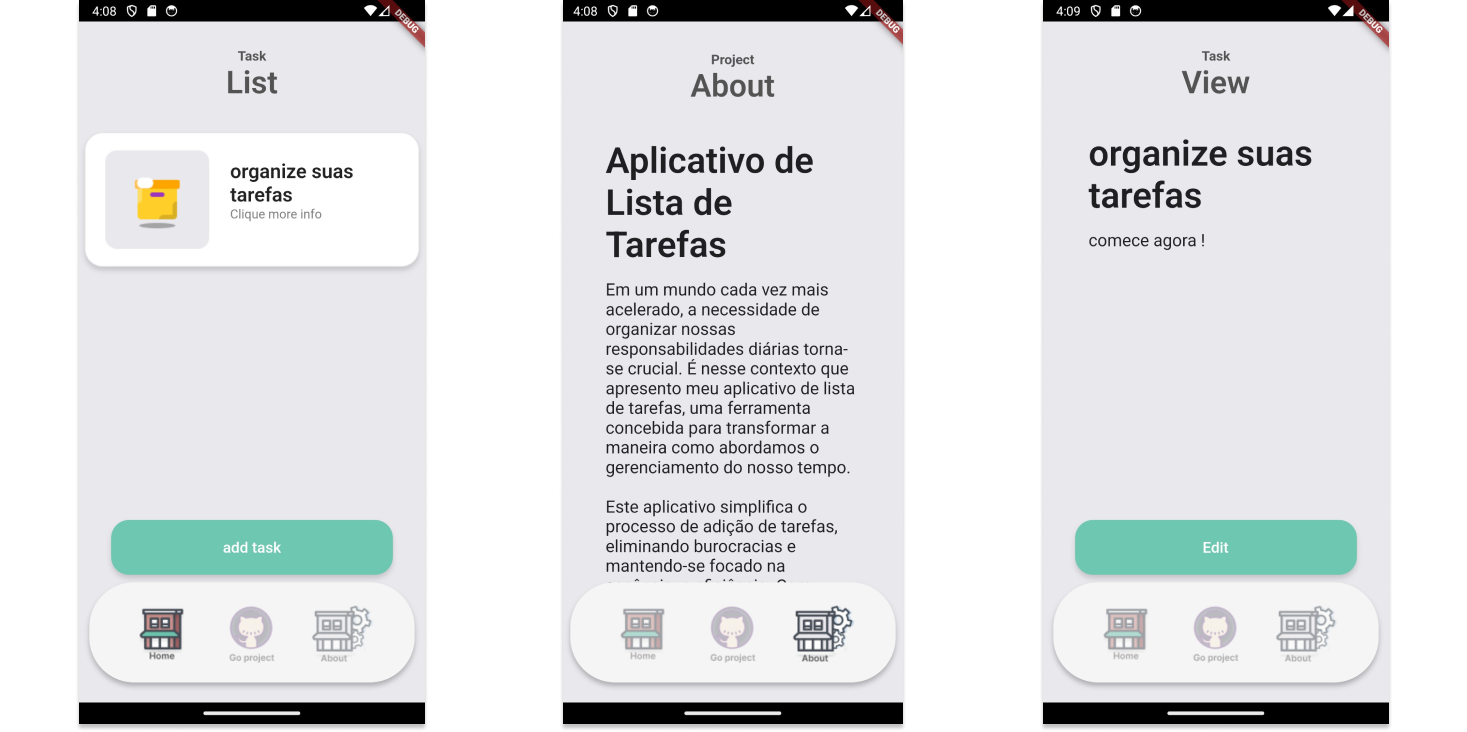 4:08
DEBUG
Task
List
organize suas
tarefas
Clique more info
add task
Home
Go project
About
4:08
DEBUG
Project
About
Aplicativo de
Lista de
Tarefas
Em um mundo cada vez mais
acelerado, a necessidade de
organizar nossas
responsabilidades diárias torna-
se crucial. É nesse contexto que
apresento meu aplicativo de lista
de tarefas, uma ferramenta
concebida para transformar a
maneira como abordamos o
gerenciamento do nosso tempo.
Este aplicativo simplifica o
processo de adição de tarefas,
eliminando burocracias e
mantendo-se focado na
Home
Go project
About
4:09
DEBUG
Task
View
organize suas
tarefas
comece agora !
Edit
Home
Go project
About